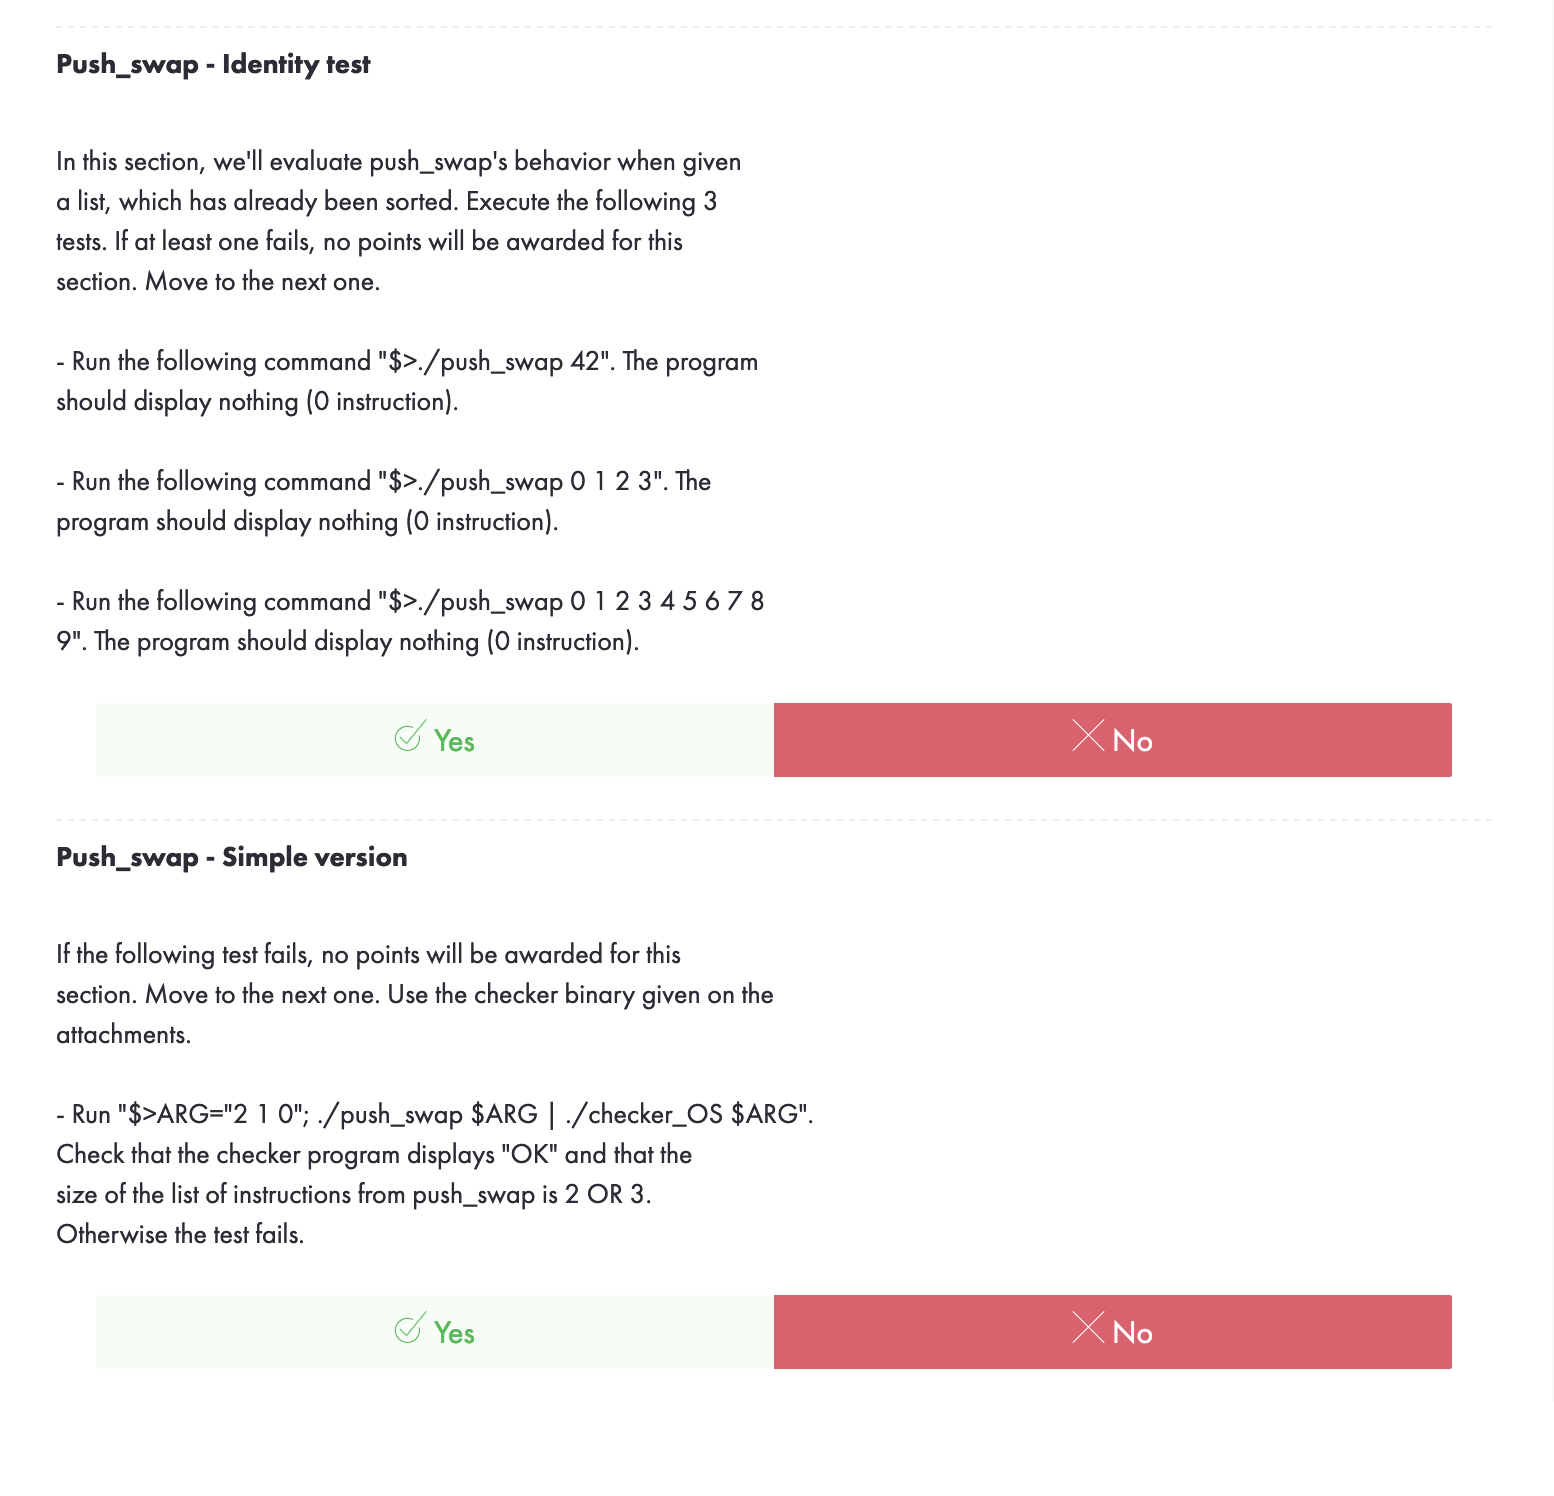 Push_swap - Identity test
In this section, we'll evaluate push_swap's behavior when given
a list, which has already been sorted. Execute the following 3
tests. If at least one fails, no points will be awarded for this
section. Move to the next one.
- Run the following command "$>./push_swap 42". The program
should display nothing (0 instruction).
- Run the following command "$>./push_swap 0 1 2 3". The
program should display nothing (0 instruction).
- Run the following command "$>./push_swap 0 1 2 3 4 5 6 7 8
9". The program should display nothing (0 instruction).
Yes
No
Push_swap - Simple version
If the following test fails, no points will be awarded for this
section. Move to the next one. Use the checker binary given on the
attachments.
- Run "$>ARG="2 1 0"; ./push_swap $ARG | ./checker_OS $ARG".
Check that the checker program displays "OK" and that the
size of the list of instructions from push_swap is 2 OR 3.
Otherwise the test fails.
Yes
No